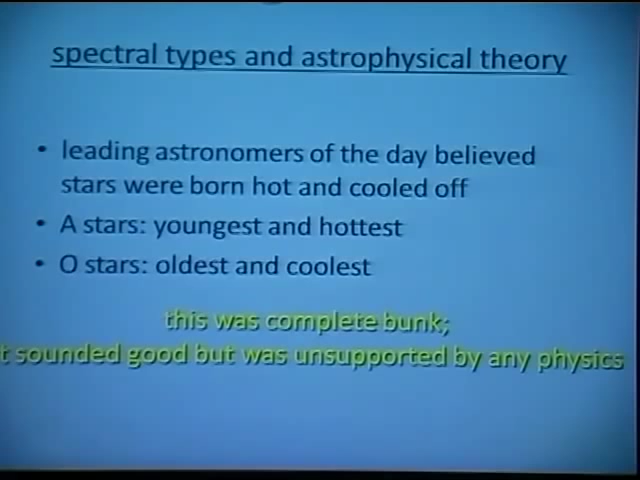 spectral types and astrophysical theory
• leading astronomers of the day believed
stars were born hot and cooled off
• A stars: youngest and hottest
• O stars: oldest and coolest
this was complete bunk;
t sounded good but was unsupported by any physics